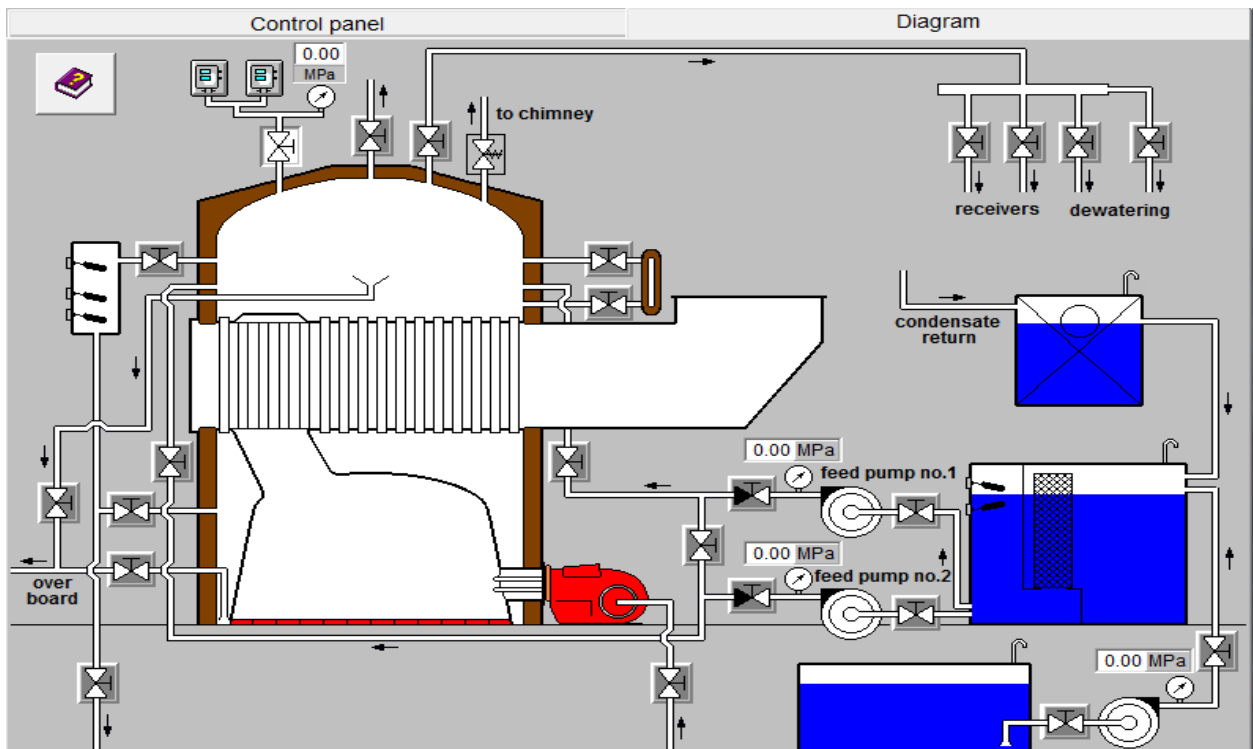 Control panel
Diagram
0.00
MPa
?
to chimney
receivers
dewatering
condensate
return
0.00 MPa
feed pump no.1
0.00 MPa
feed pump no.2
over
board
0.00 MPa